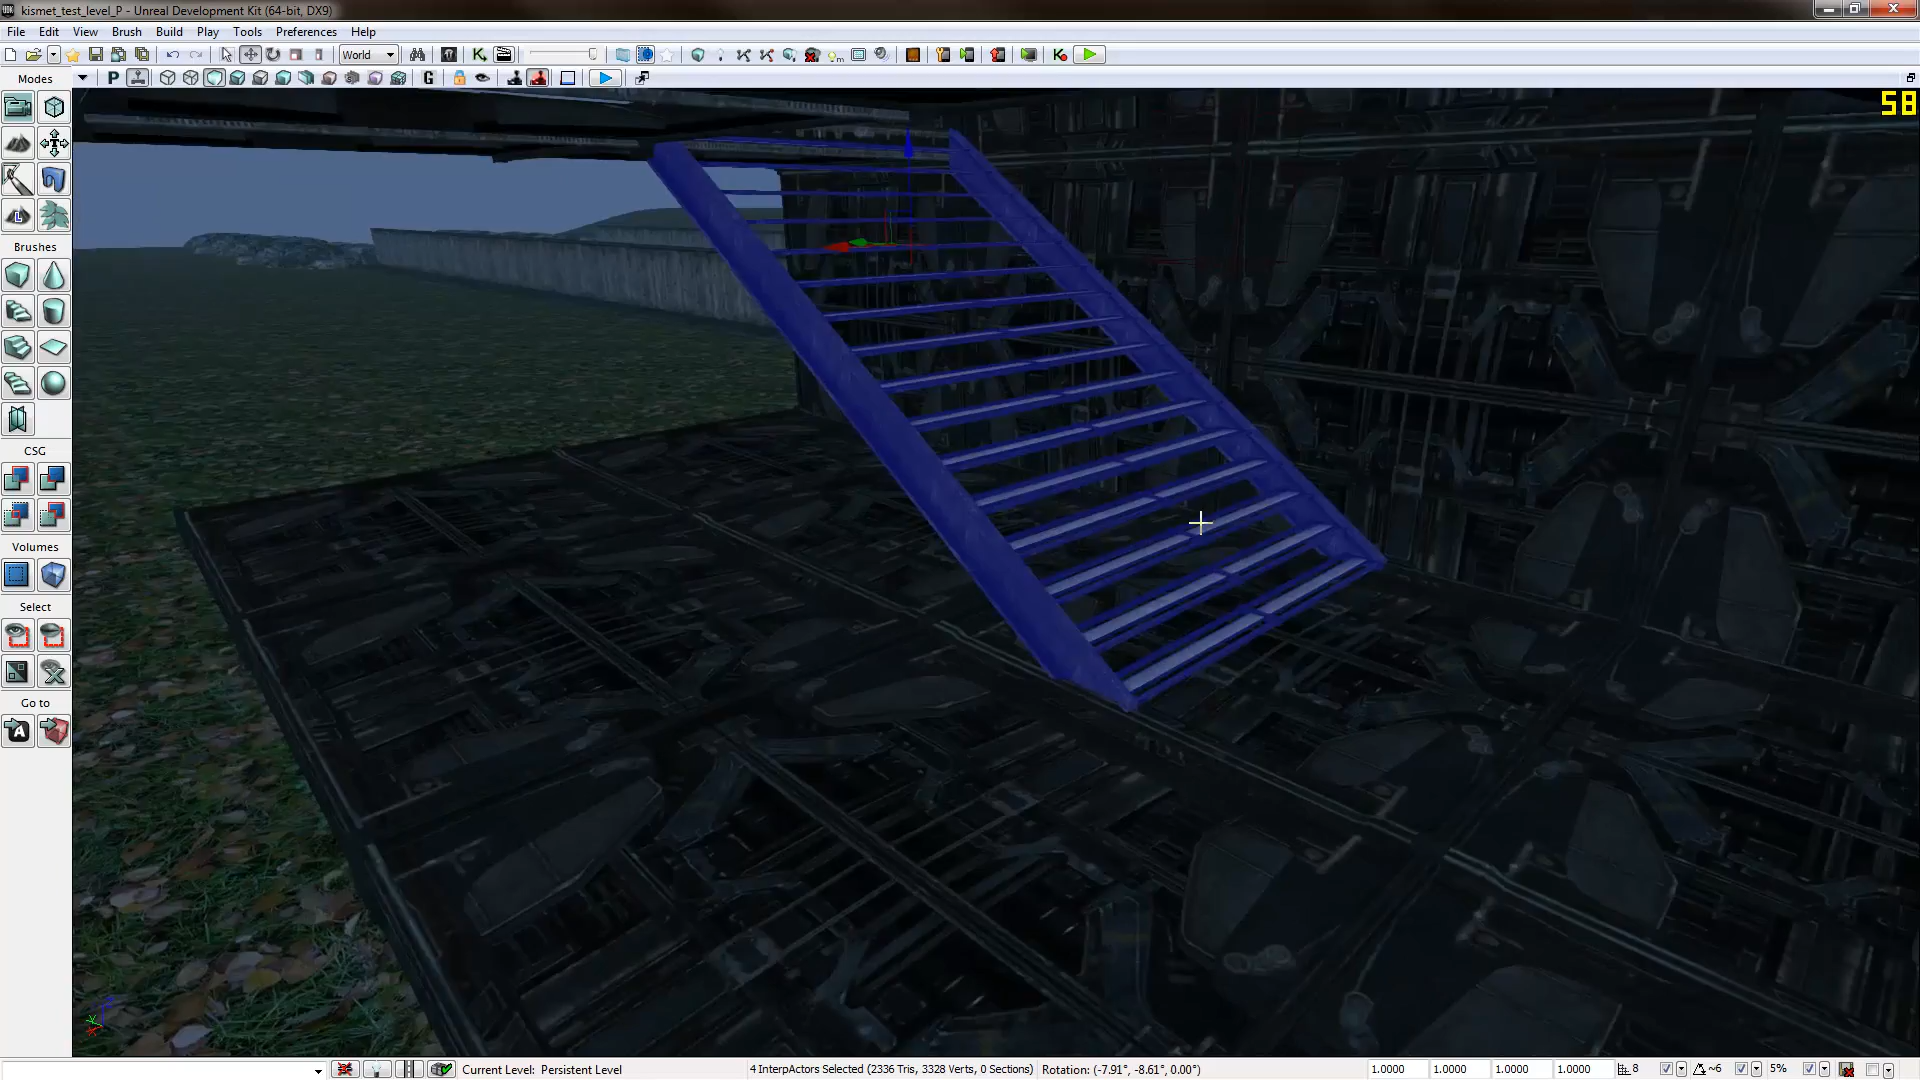 kismet_test_level_P - Unreal Development Kit (64-bit, DX9)
File Edit View Brush Build Play Tools Preferences Help
World
Modes
P
G
58
Brushes
CSG
Volumes
Select
Go to
Current Level: Persistent Level
4 InterpActors Selected (2336 Tris, 3328 Verts, 0 Sections)
Rotation: (-7.91°, -8.61°, 0.00°)
1.0000 1.0000 1.0000 1.0000
8
~6
5%